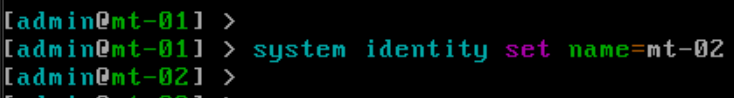 [admin@mt-01] >
[admin@mt-01] > system identity set name=mt-02
[admin@mt-02] >